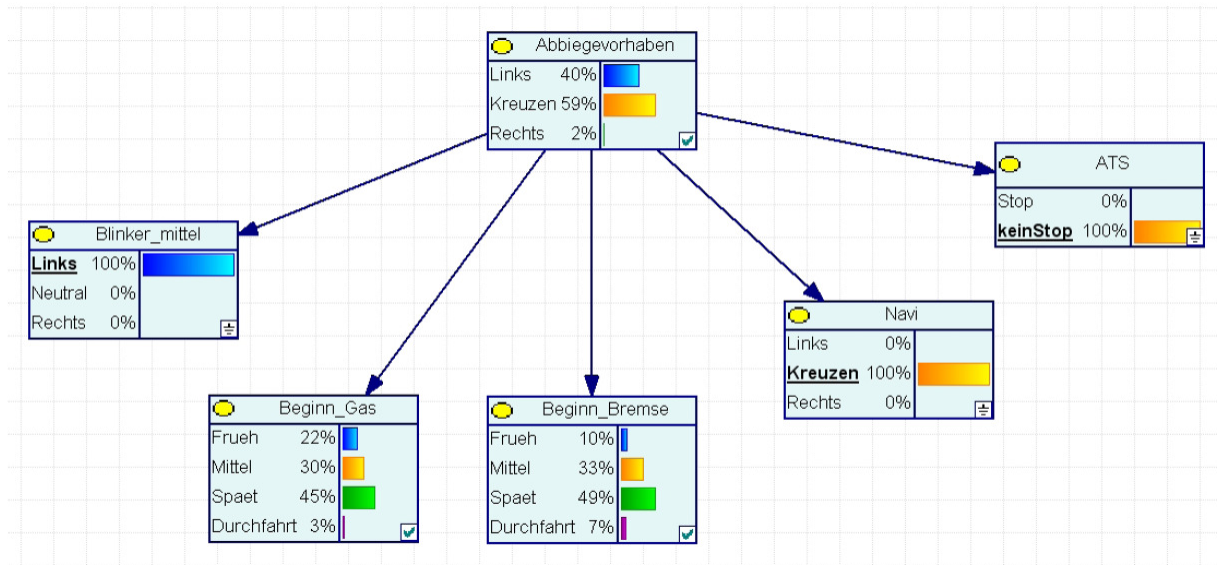 Abbiegevorhaben
Links 40%
Kreuzen 59%
Rechts 2%
ATS
Stop 0%
keinStop 100%
Blinker_mittel
Links 100%
Neutral 0%
Rechts 0%
Navi
Links 0%
Kreuzen 100%
Rechts 0%
Beginn_Gas
Frueh 22%
Mittel 30%
Spaet 45%
Durchfahrt 3%
Beginn_Bremse
Frueh 10%
Mittel 33%
Spaet 49%
Durchfahrt 7%